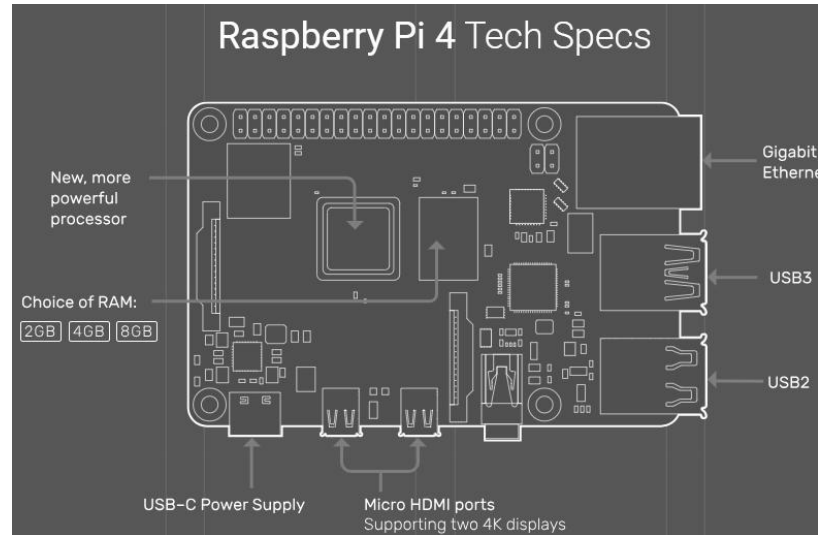 Raspberry Pi 4 Tech Specs
New, more
powerful
processor
Gigabit
Choice of RAM:
2GB 4GB 8GB
USB3
USB2
USB-C Power Supply
Micro HDMI ports
Supporting two 4K displays